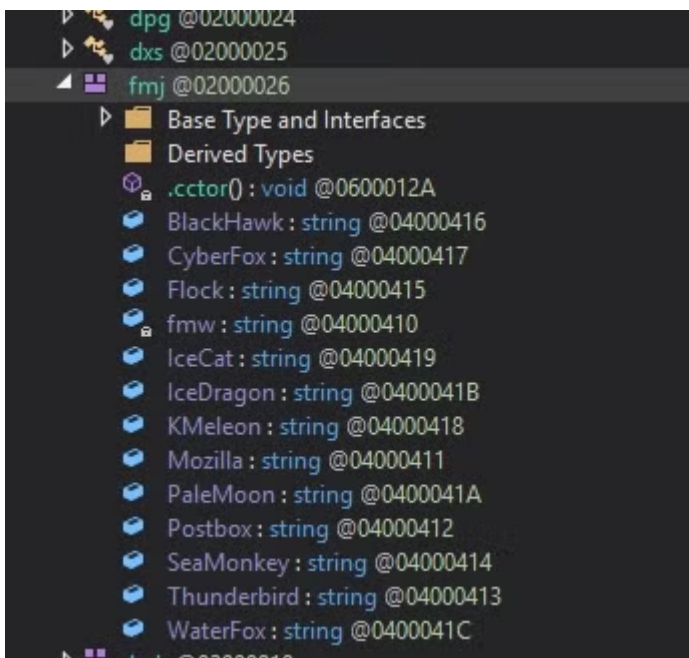 dpg @02000024
dxs @02000025
fmj @02000026
Base Type and Interfaces
Derived Types
.cctor() : void @0600012A
BlackHawk : string @04000416
CyberFox : string @04000417
Flock : string @04000415
fmw : string @04000410
IceCat : string @04000419
IceDragon : string @0400041B
KMeleon : string @04000418
Mozilla : string @04000411
PaleMoon : string @0400041A
Postbox : string @04000412
SeaMonkey : string @04000414
Thunderbird : string @04000413
WaterFox : string @0400041C